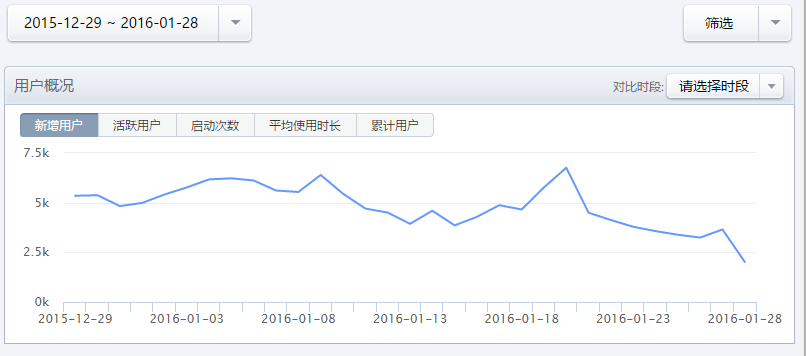 2015-12-29 ~ 2016-01-28 筛选
用户概况 对比时段: 请选择时段
新增用户 活跃用户 启动次数 平均使用时长 累计用户
7.5k
5k
2.5k
0k
2015-12-29 2016-01-03 2016-01-08 2016-01-13 2016-01-18 2016-01-23 2016-01-28